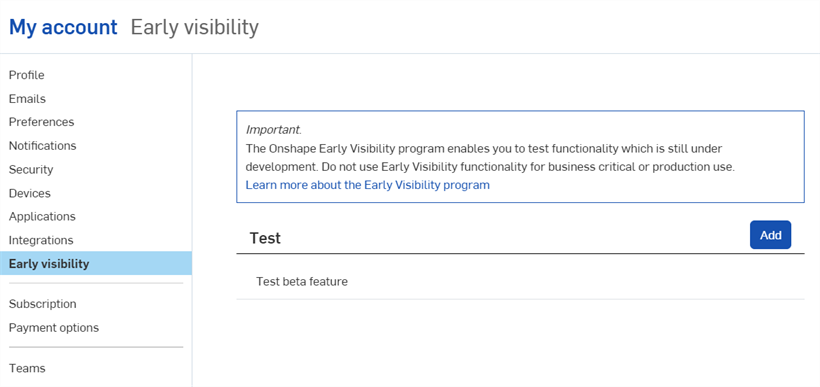 My account Early visibility
Profile
Emails
Preferences
Notifications
Security
Devices
Applications
Integrations
Early visibility
Subscription
Payment options
Teams
Important.
The Onshape Early Visibility program enables you to test functionality which is still under
development. Do not use Early Visibility functionality for business critical or production use.
Learn more about the Early Visibility program
Test
Add
Test beta feature